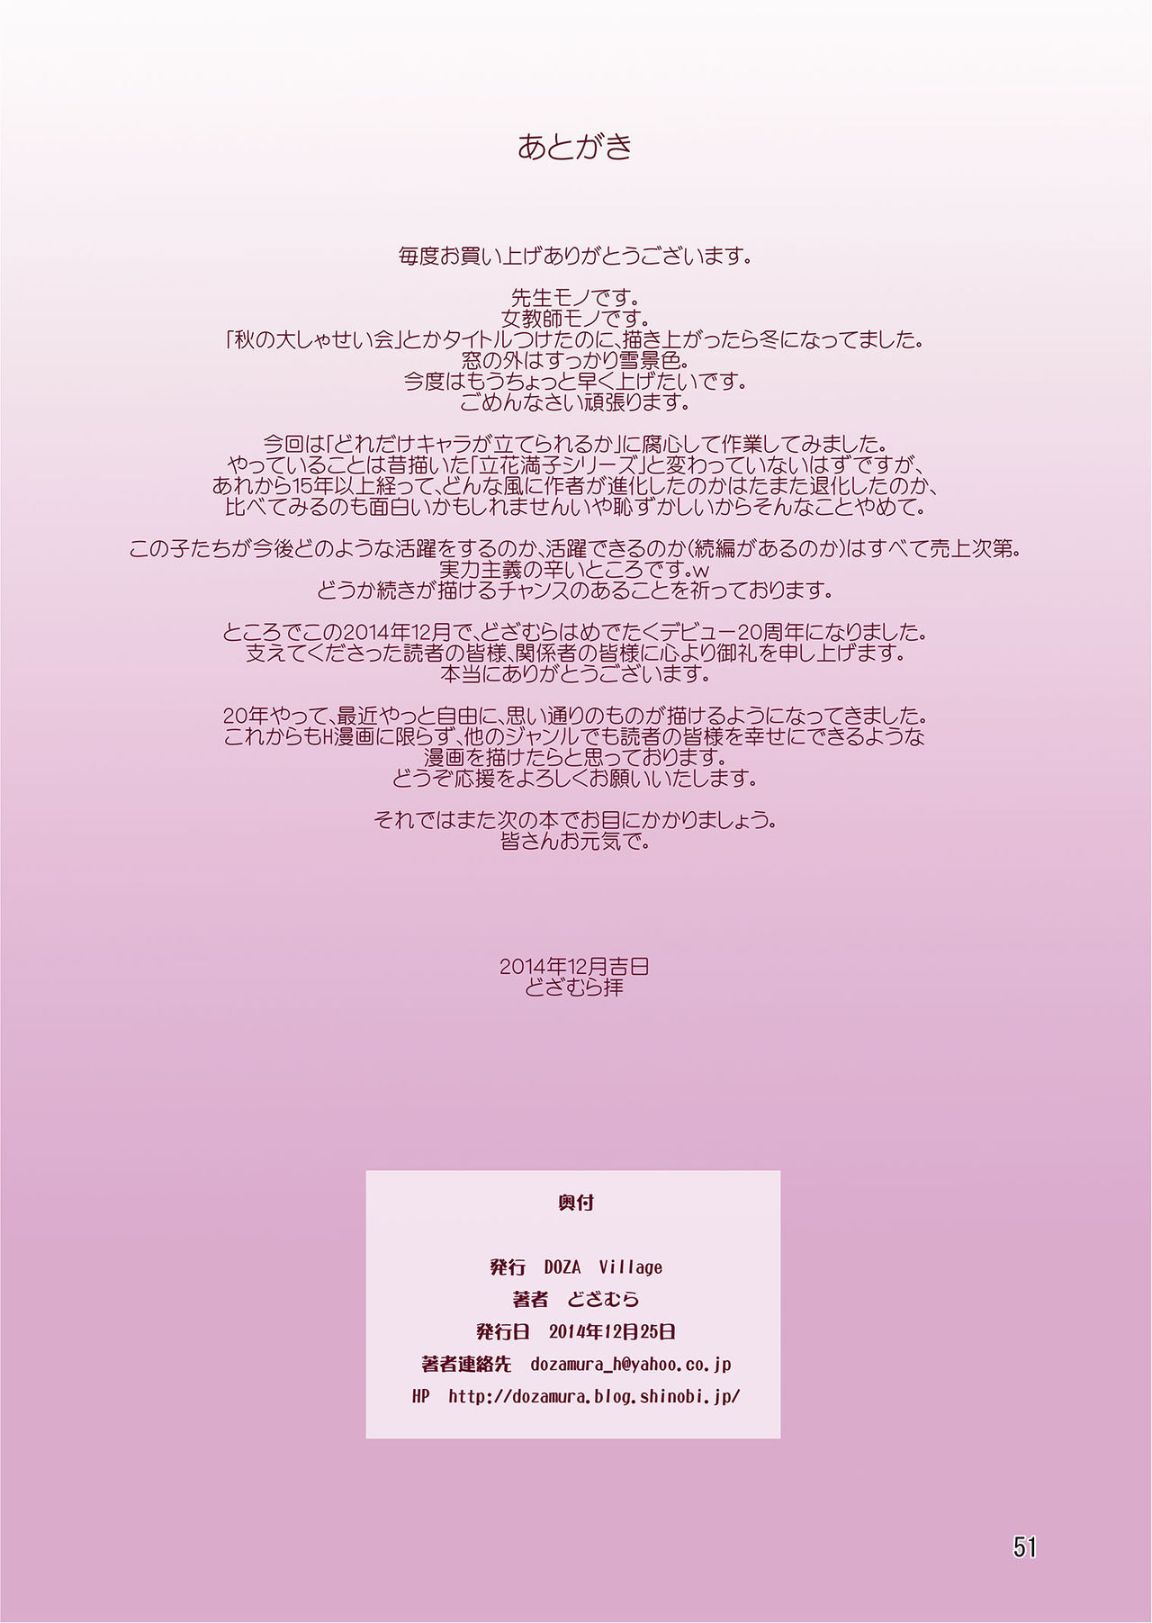 あとがき
毎度お買い上げありがとうございます。
先生モノです。
女教師モノです。
「秋の大しゃせい会」とかタイトルつけたのに、描き上がったら冬になってました。
窓の外はすっかり雪景色。
今度はもうちょっと早く上げたいです。
ごめんなさい頑張ります。
今回は「どれだけキャラが立てられるか」に腐心して作業してみました。
やっていることは昔描いた「立花満子シリーズ」と変わっていないはずですが、
あれから15年以上経って、どんな風に作者が進化したのかはたまた退化したのか、
比べてみるのも面白いかもしれませんいや恥ずかしいからそんなことやめて。
この子たちが今後どのような活躍をするのか、活躍できるのか(続編があるのか)はすべて売上次第。
実力主義の辛いところです。w
どうか続きが描けるチャンスのあることを祈っております。
ところでこの2014年12月で、どざむらはめでたくデビュー20周年になりました。
支えてくださった読者の皆様、関係者の皆様に心より御礼を申し上げます。
本当にありがとうございます。
20年やって、最近やっと自由に、思い通りのものが描けるようになってきました。
これからもH漫画に限らず、他のジャンルでも読者の皆様を幸せにできるような
漫画を描けたらと思っております。
どうぞ応援をよろしくお願いいたします。
それではまた次の本でお目にかかりましょう。
皆さんお元気で。
2014年12月吉日
どざむら拝
奥付
発行　DOZA　Village
著者　どざむら
発行日　2014年12月25日
著者連絡先　dozamura_h@yahoo.co.jp
HP　http://dozamura.blog.shinobi.jp/
51